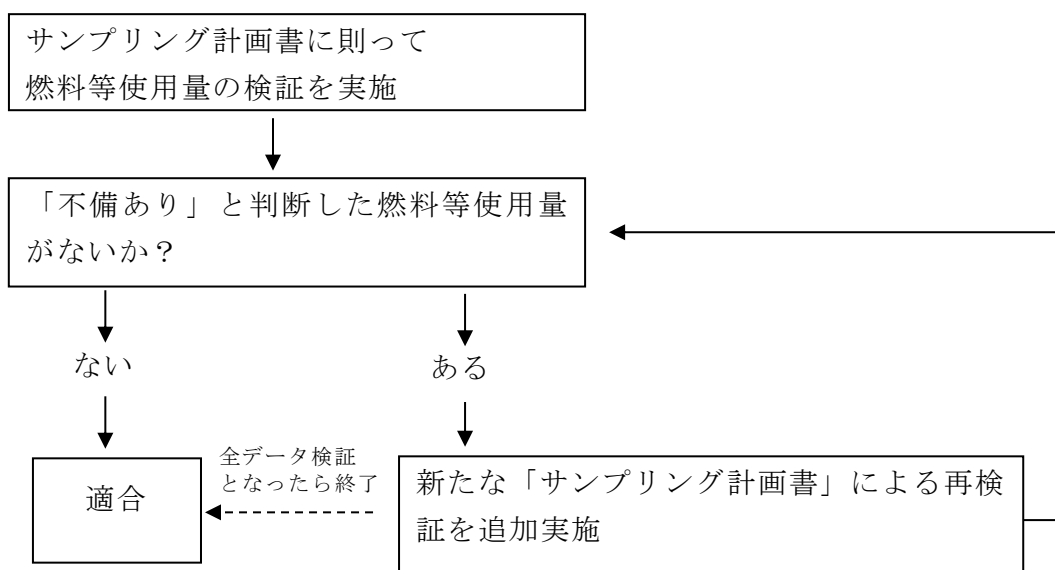 サンプリング計画書に則って
燃料等使用量の検証を実施
「不備あり」と判断した燃料等使用量
がないか？
ない
ある
適合
全データ検証
となったら終了
新たな「サンプリング計画書」による再検
証を追加実施